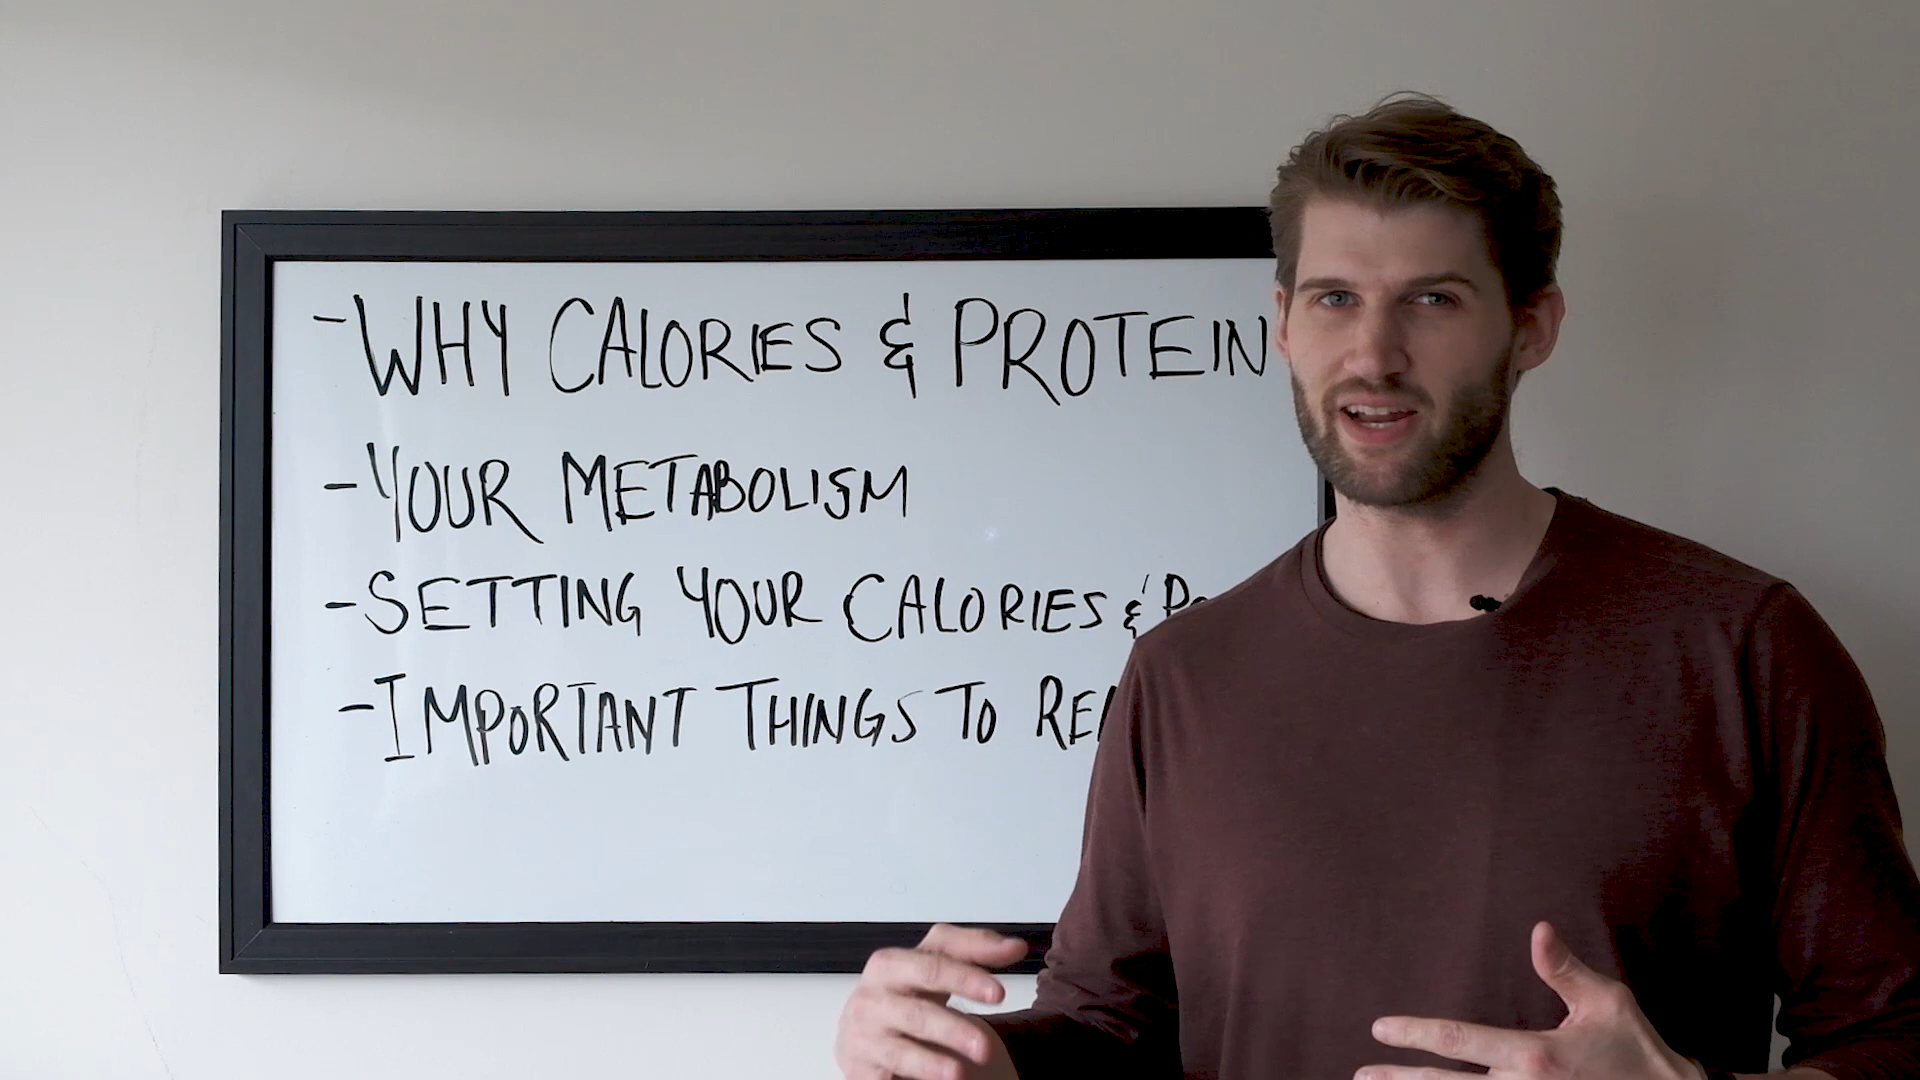 - WHY CALORIES & PROTEIN
- YOUR METABOLISM
- SETTING YOUR CALORIES &
- IMPORTANT THINGS TO